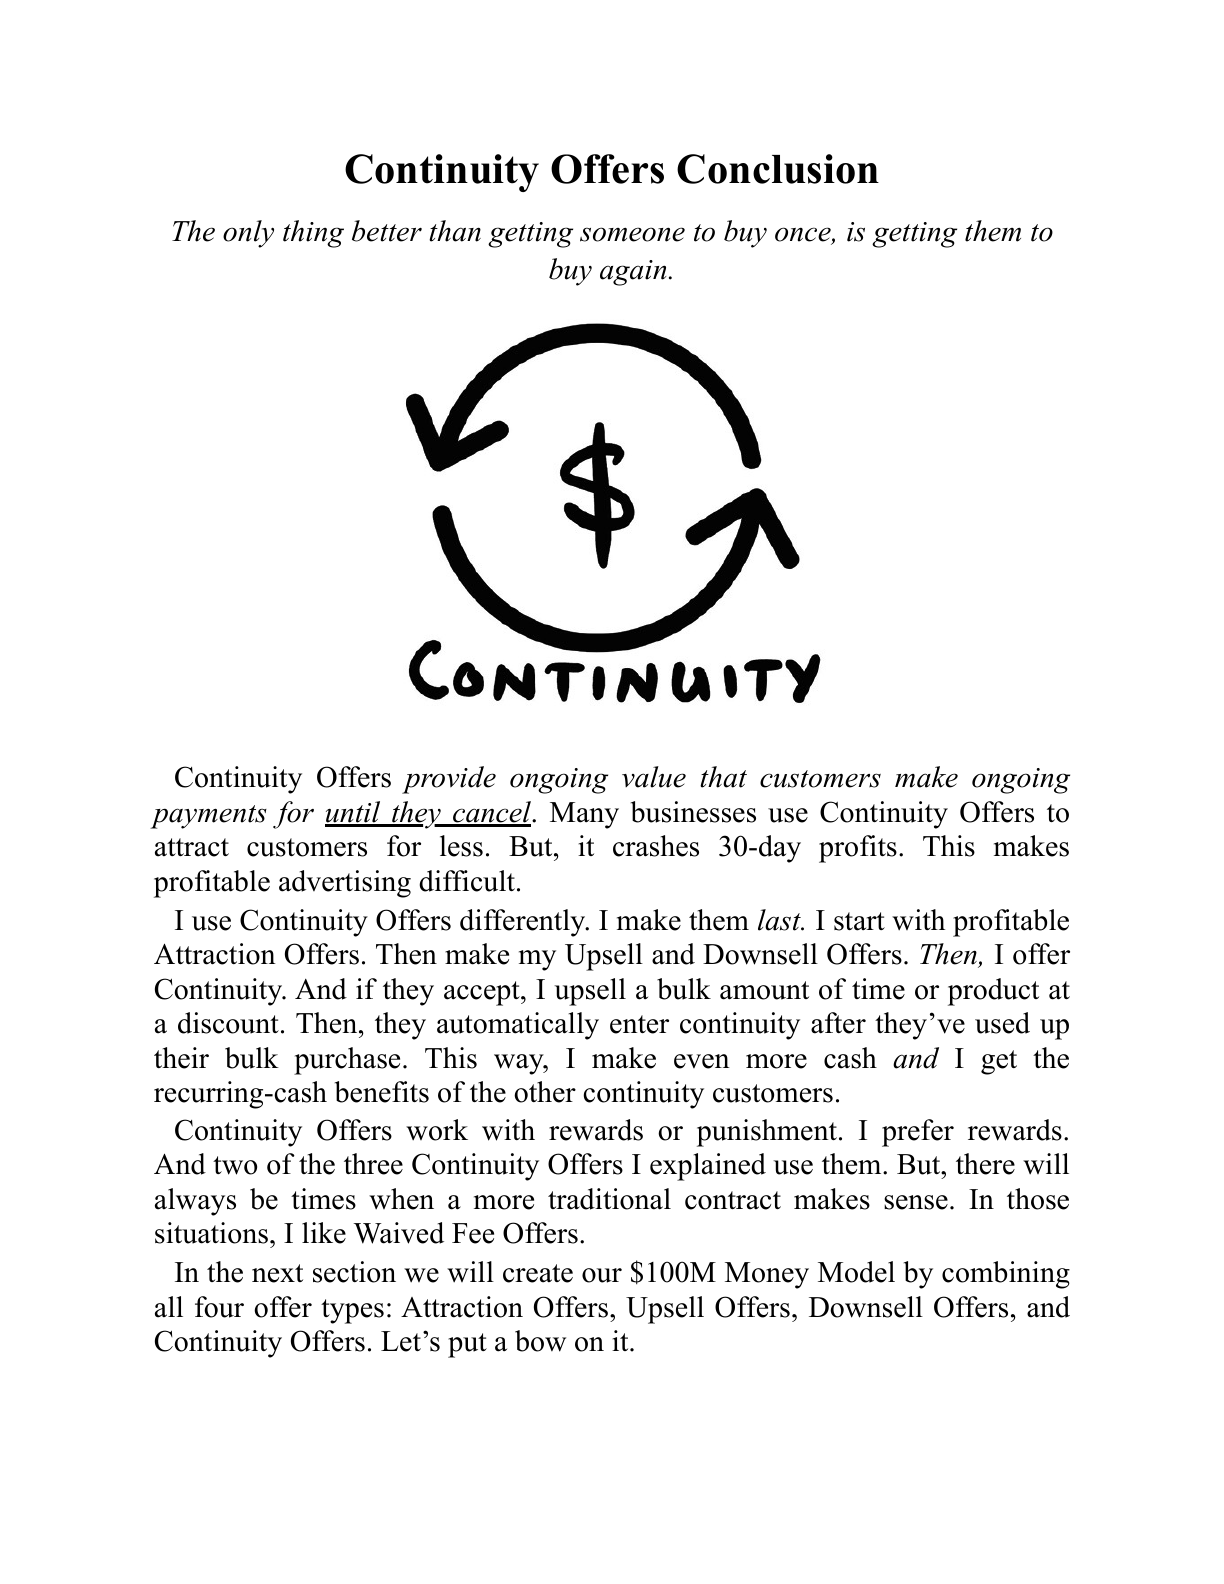 Continuity Offers Conclusion
The only thing better than getting someone to buy once, is getting them to
buy again.
$
CONTINUITY
Continuity Offers provide ongoing value that customers make ongoing
payments for until they cancel. Many businesses use Continuity Offers to
attract customers for less. But, it crashes 30-day profits. This makes
profitable advertising difficult.
I use Continuity Offers differently. I make them last. I start with profitable
Attraction Offers. Then make my Upsell and Downsell Offers. Then, I offer
Continuity. And if they accept, I upsell a bulk amount of time or product at
a discount. Then, they automatically enter continuity after they’ve used up
their bulk purchase. This way, I make even more cash and I get the
recurring-cash benefits of the other continuity customers.
Continuity Offers work with rewards or punishment. I prefer rewards.
And two of the three Continuity Offers I explained use them. But, there will
always be times when a more traditional contract makes sense. In those
situations, I like Waived Fee Offers.
In the next section we will create our $100M Money Model by combining
all four offer types: Attraction Offers, Upsell Offers, Downsell Offers, and
Continuity Offers. Let’s put a bow on it.